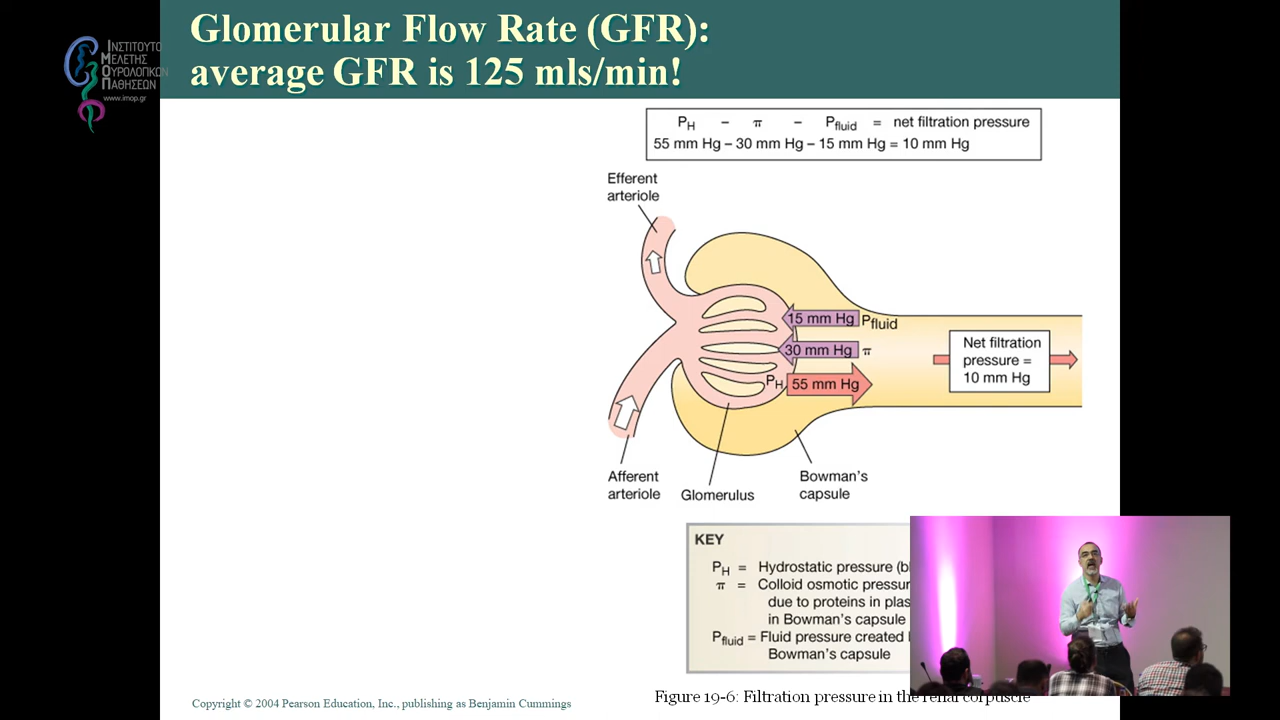 Glomerular Flow Rate (GFR):
average GFR is 125 mls/min!
ΙΝΣΤΙΤΟΥΤΟ
ΜΕΛΕΤΗΣ
ΟΥΡΟΛΟΓΙΚΩΝ
ΠΑΘΗΣΕΩΝ
www.imop.gr
PH – π – Pfluid = net filtration pressure
55 mm Hg – 30 mm Hg – 15 mm Hg = 10 mm Hg
Efferent
arteriole
15 mm Hg Pfluid
30 mm Hg π
PH 55 mm Hg
Net filtration
pressure =
10 mm Hg
Afferent
arteriole
Glomerulus
Bowman's
capsule
KEY
PH = Hydrostatic pressure
π = Colloid osmotic
due to proteins in
in Bowman's capsule
Pfluid = Fluid pressure created
Bowman's capsule
Figure 19-6: Filtration pressure in the renal corpuscle
Copyright © 2004 Pearson Education, Inc., publishing as Benjamin Cummings